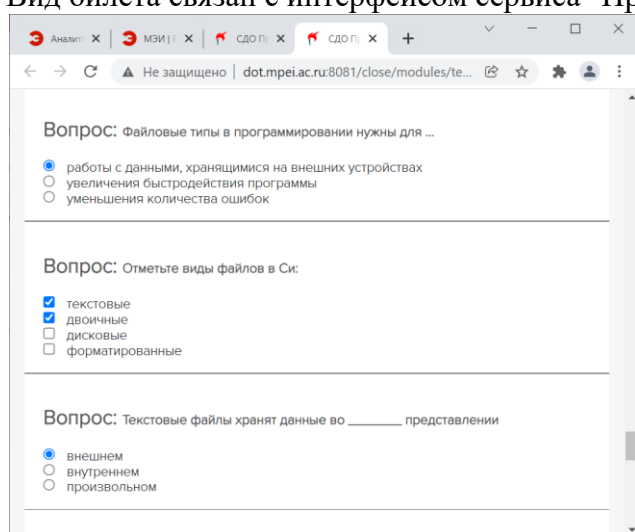 Вид билета связан с интерфейсом сервиса "Пр
Аналит МЭИ | СДО Пр СДО Пр
Не защищено | dot.mpei.ac.ru:8081/close/modules/te...
Вопрос: Файловые типы в программировании нужны для ...
работы с данными, хранящимися на внешних устройствах
увеличения быстродействия программы
уменьшения количества ошибок
Вопрос: Отметьте виды файлов в Си:
текстовые
двоичные
дисковые
форматированные
Вопрос: Текстовые файлы хранят данные во ________ представлении
внешнем
внутреннем
произвольном